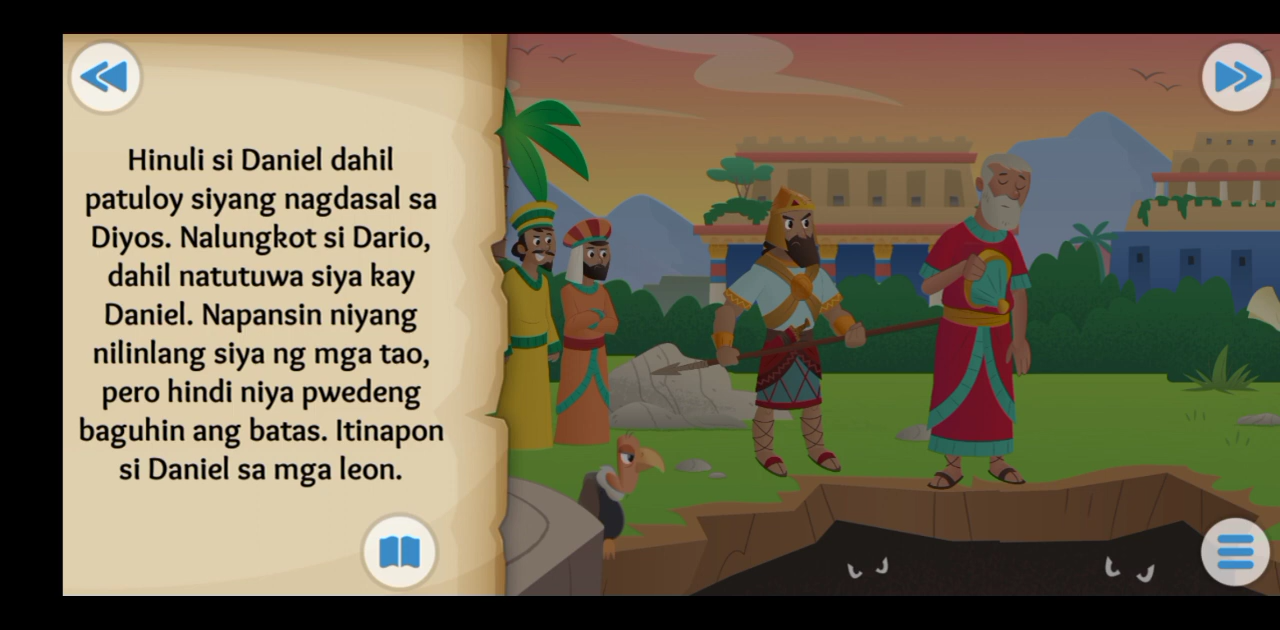 Hinuli si Daniel dahil
patuloy siyang nagdasal sa
Diyos. Nalungkot si Dario,
dahil natutuwa siya kay
Daniel. Napansin niyang
nilinlang siya ng mga tao,
pero hindi niya pwedeng
baguhin ang batas. Itinapon
si Daniel sa mga leon.